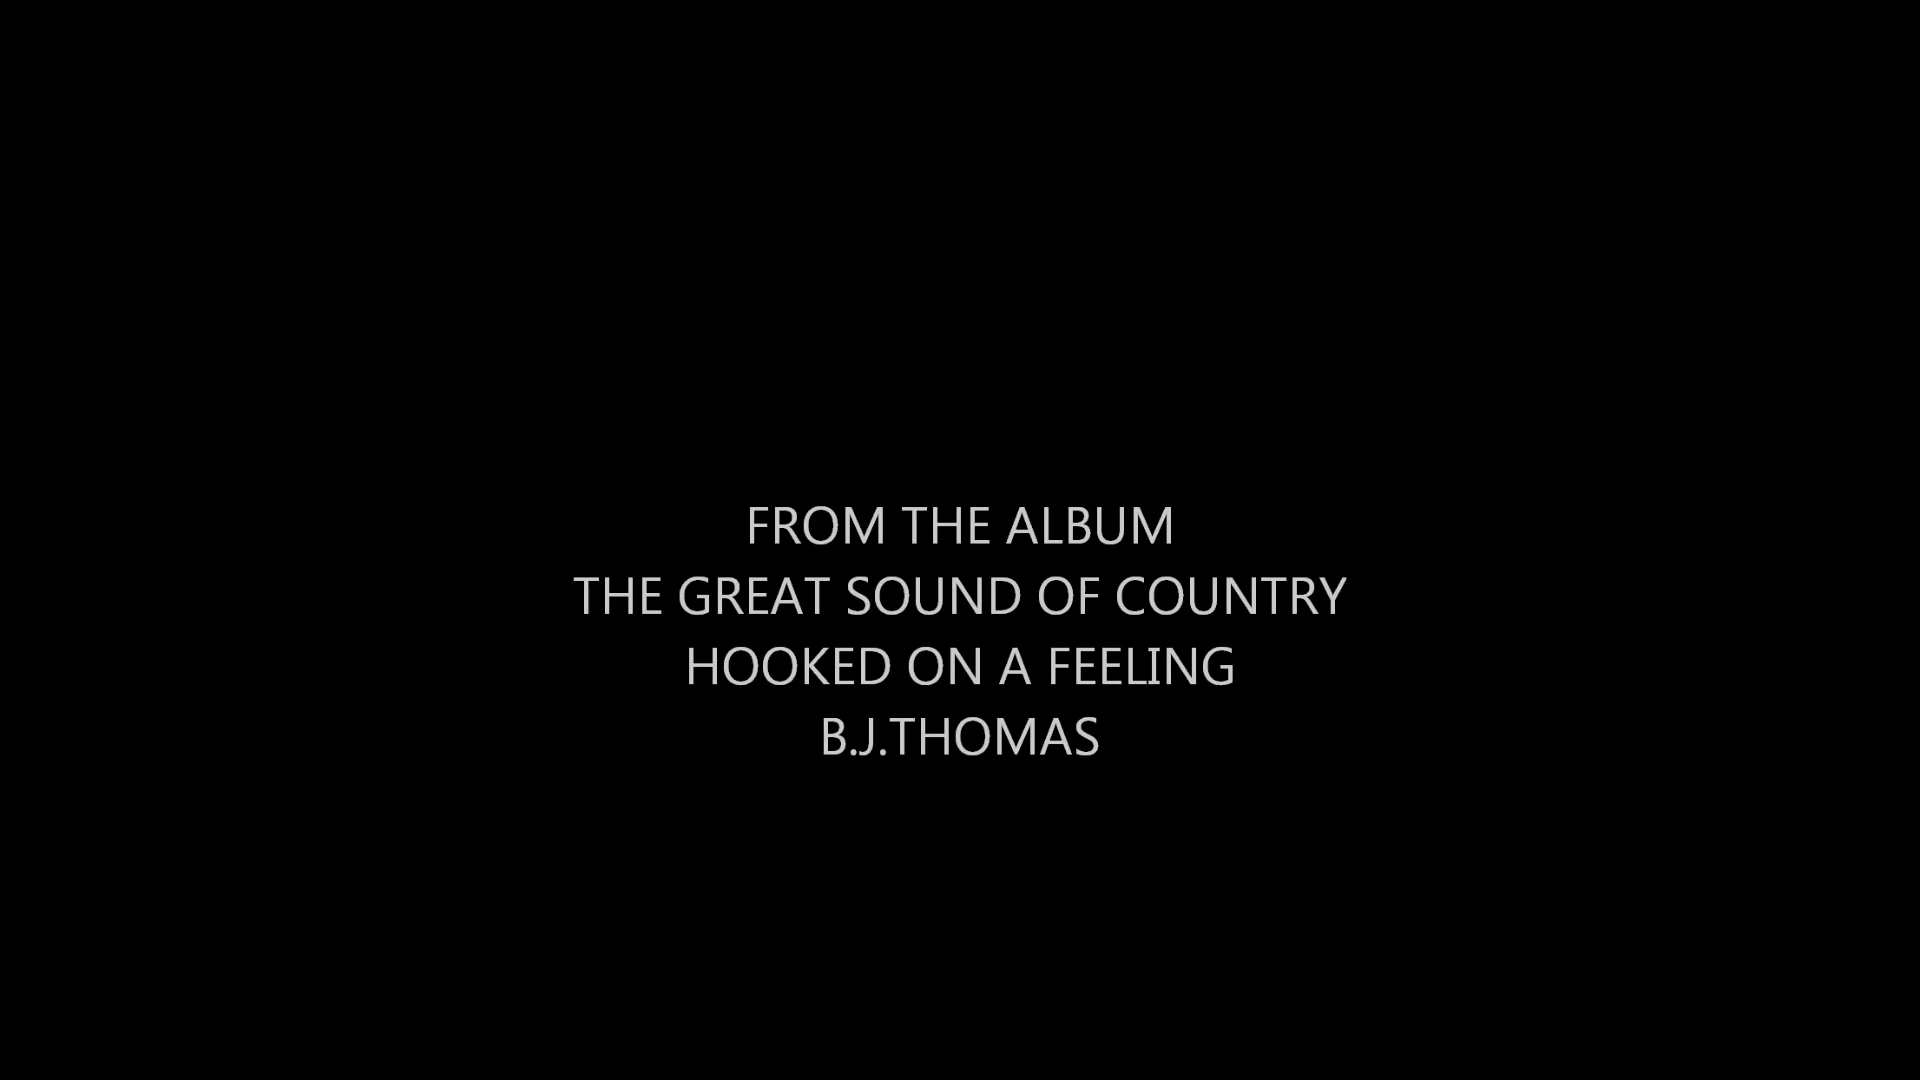 FROM THE ALBUM
THE GREAT SOUND OF COUNTRY
HOOKED ON A FEELING
B.J.THOMAS